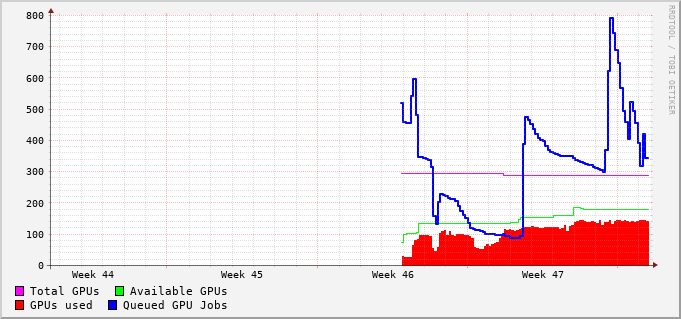 800
700
600
500
400
300
200
100
0
Week 44 Week 45 Week 46 Week 47
Total GPUs Available GPUs
GPUs used Queued GPU Jobs
RRDTOOL / TOBI OETIKER